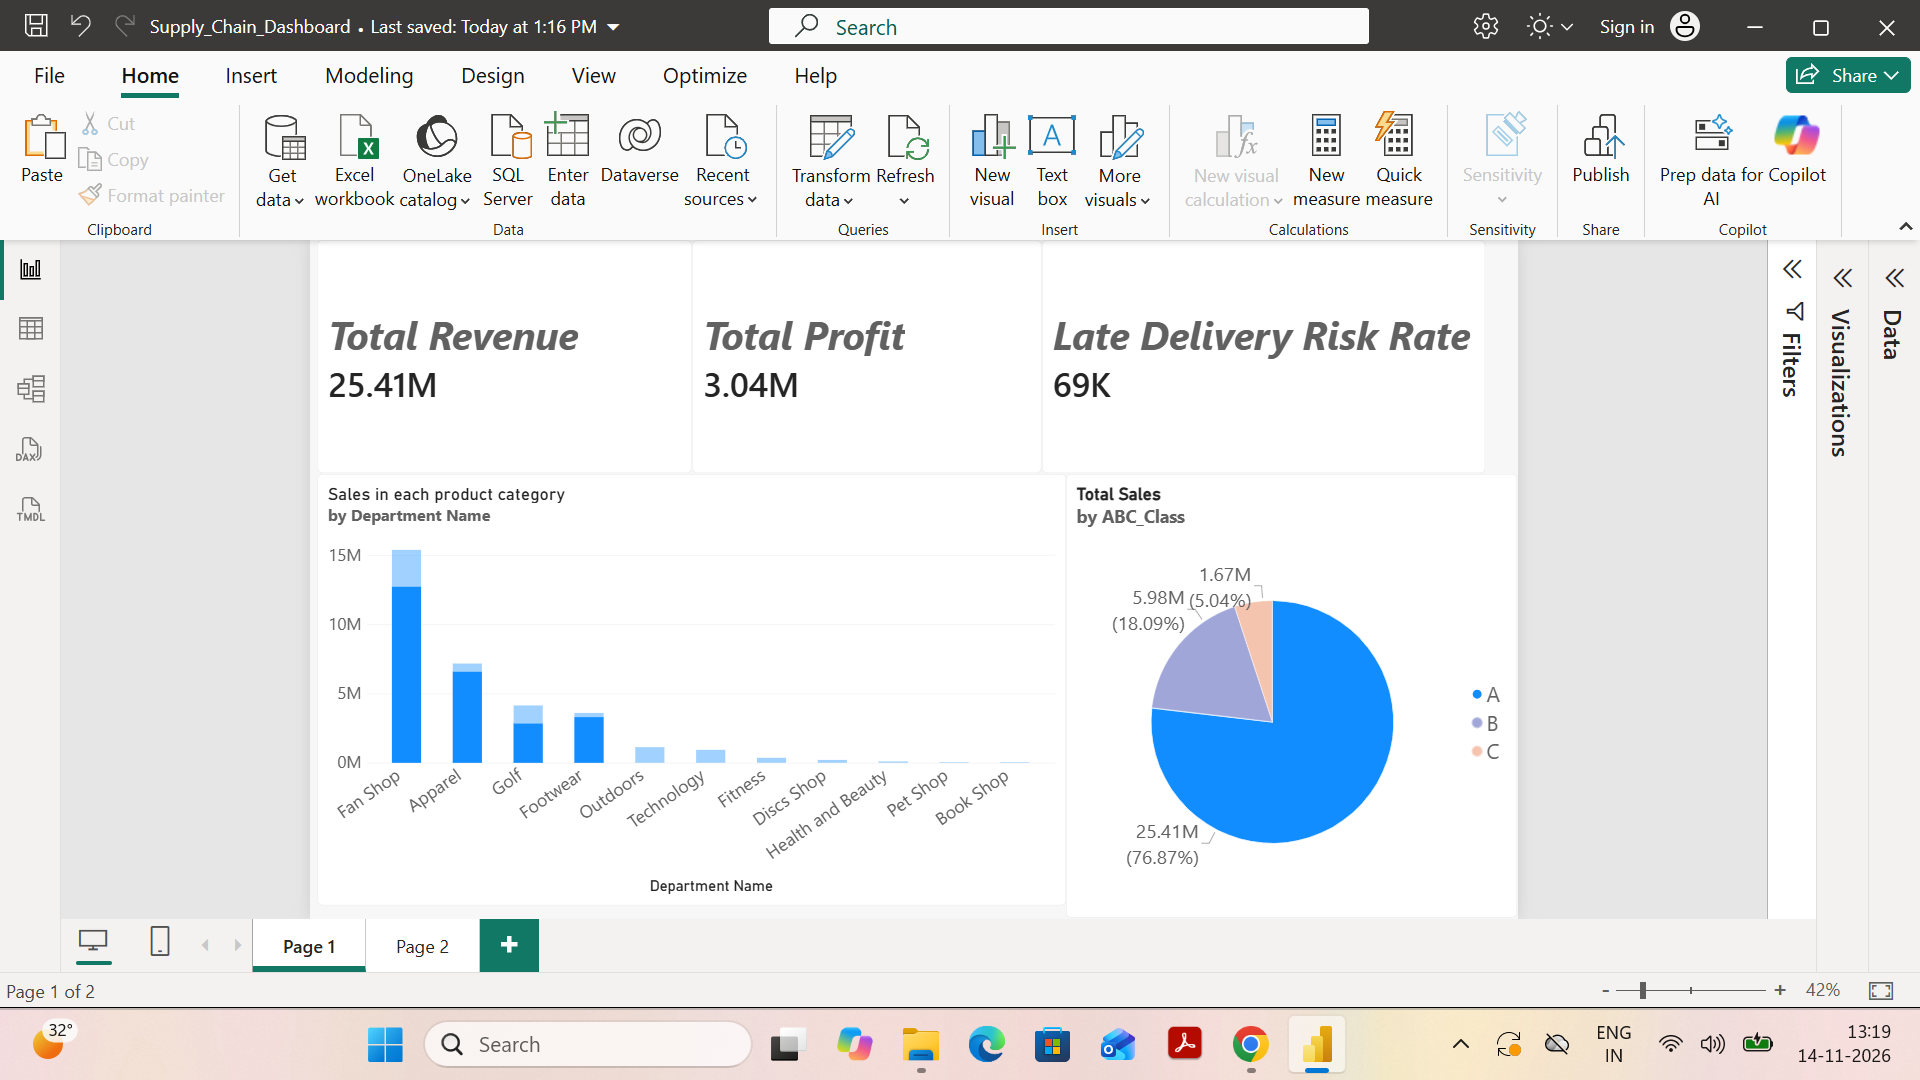 Supply_Chain_Dashboard • Last saved: Today at 1:16 PM
Search
Sign in
File Home Insert Modeling Design View Optimize Help
Share
Paste
Cut
Copy
Format painter
Clipboard
Get data
Excel workbook
OneLake catalog
SQL Server
Enter data
Dataverse
Recent sources
Data
Transform data
Refresh
Queries
New visual
Text box
More visuals
Insert
New visual calculation
New measure
Quick measure
Calculations
Sensitivity
Sensitivity
Publish
Share
Prep data for AI
Copilot
Copilot
DAX
TMDL
Total Revenue
25.41M
Total Profit
3.04M
Late Delivery Risk Rate
69K
Sales in each product category
by Department Name
15M
10M
5M
0M
Fan Shop
Apparel
Golf
Footwear
Outdoors
Technology
Fitness
Discs Shop
Health and Beauty
Pet Shop
Book Shop
Department Name
Total Sales
by ABC_Class
1.67M
(5.04%)
5.98M
(18.09%)
25.41M
(76.87%)
A
B
C
Filters
Visualizations
Data
Page 1
Page 2
Page 1 of 2
42%
32°
Search
ENG
IN
13:19
14-11-2026